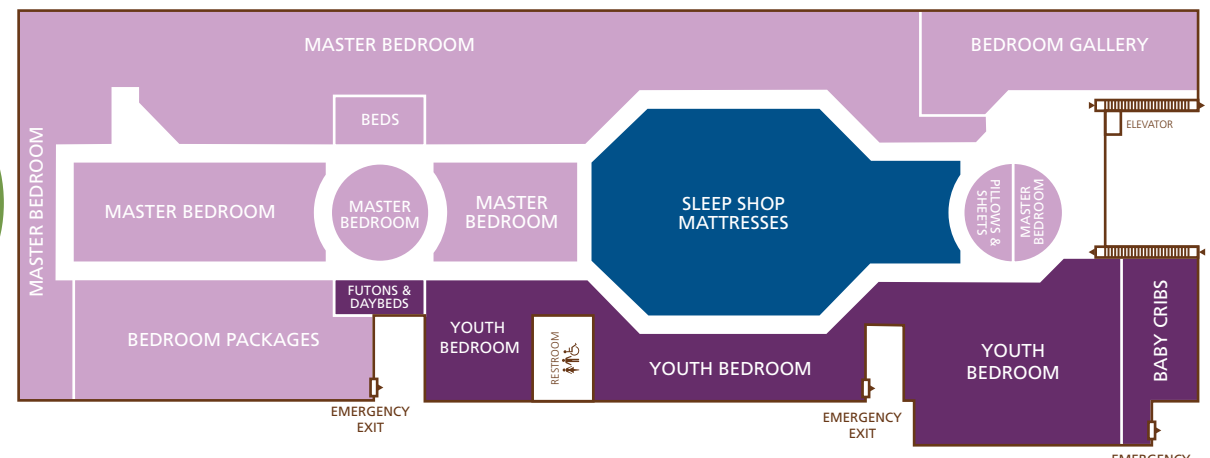 MASTER BEDROOM
BEDROOM GALLERY
BEDS
ELEVATOR
MASTER BEDROOM
MASTER BEDROOM
MASTER
BEDROOM
MASTER
BEDROOM
SLEEP SHOP
MATTRESSES
PILLOWS &
SHEETS
MASTER
BEDROOM
FUTONS &
DAYBEDS
BEDROOM PACKAGES
YOUTH
BEDROOM
RESTROOM
YOUTH BEDROOM
YOUTH
BEDROOM
BABY CRIBS
EMERGENCY
EXIT
EMERGENCY
EXIT
EMERGENCY